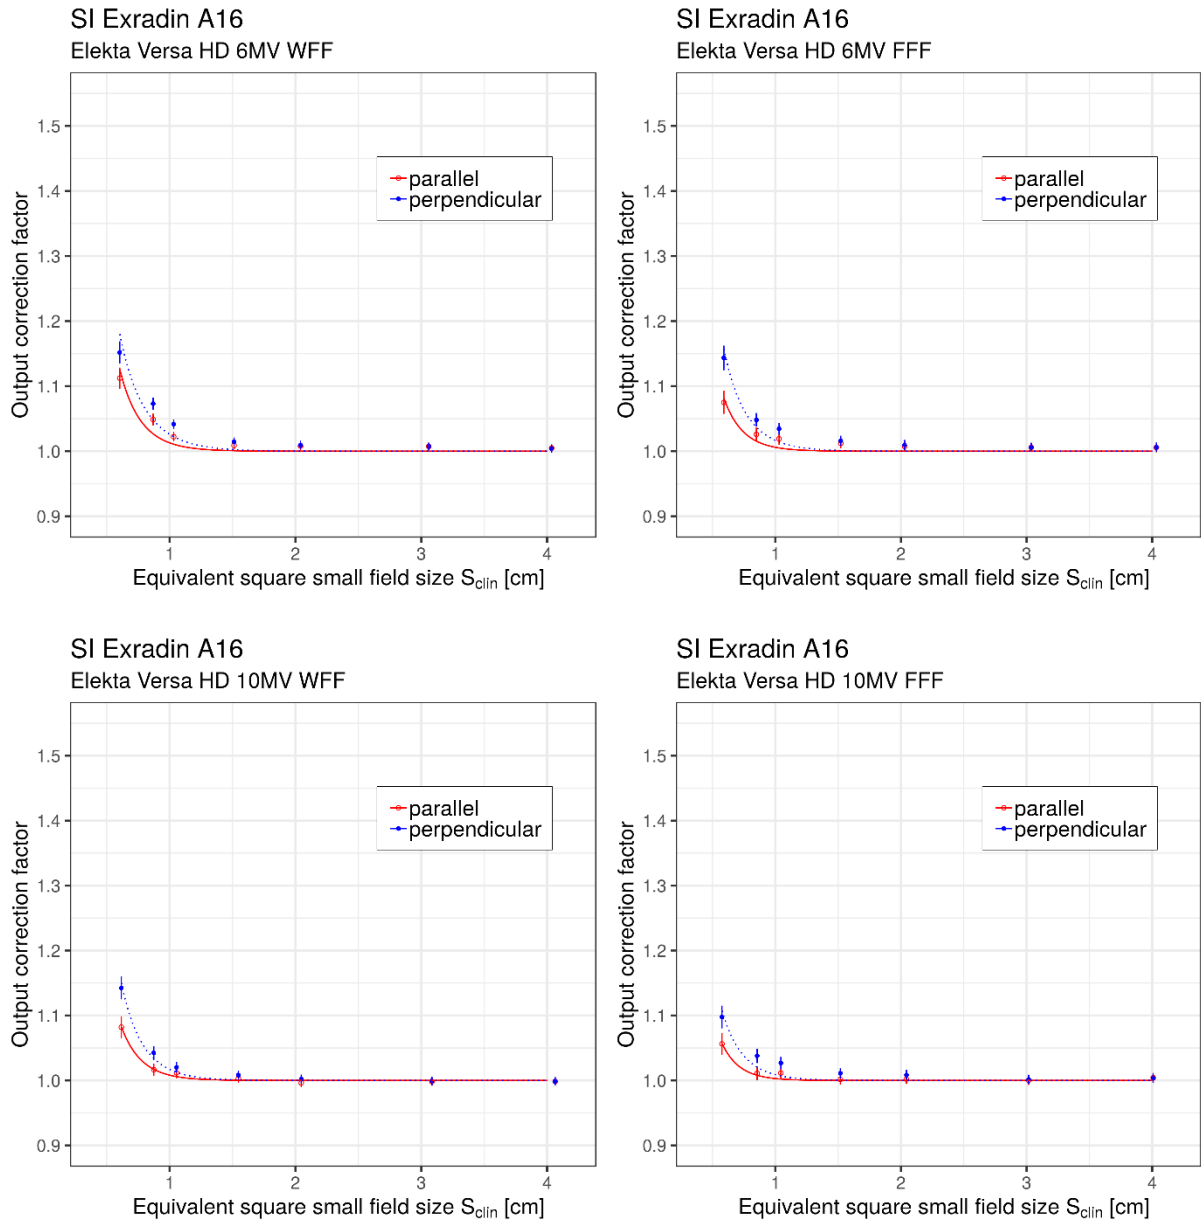 SI Exradin A16
Elekta Versa HD 6MV WFF
Output correction factor
1.5
1.4
1.3
1.2
1.1
1.0
0.9
parallel
perpendicular
1 2 3 4
Equivalent square small field size Sclin [cm]
SI Exradin A16
Elekta Versa HD 6MV FFF
Output correction factor
1.5
1.4
1.3
1.2
1.1
1.0
0.9
parallel
perpendicular
1 2 3 4
Equivalent square small field size Sclin [cm]
SI Exradin A16
Elekta Versa HD 10MV WFF
Output correction factor
1.5
1.4
1.3
1.2
1.1
1.0
0.9
parallel
perpendicular
1 2 3 4
Equivalent square small field size Sclin [cm]
SI Exradin A16
Elekta Versa HD 10MV FFF
Output correction factor
1.5
1.4
1.3
1.2
1.1
1.0
0.9
parallel
perpendicular
1 2 3 4
Equivalent square small field size Sclin [cm]